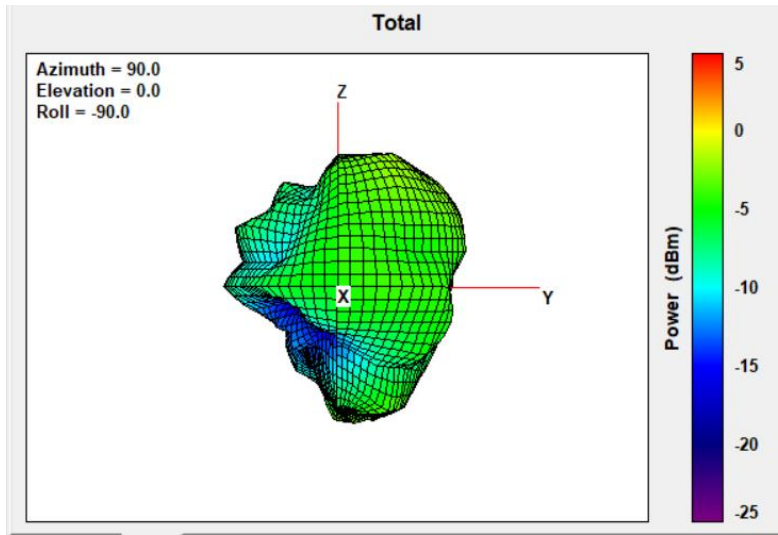 Total
Azimuth = 90.0
Elevation = 0.0
Roll = -90.0
Z
X
Y
5
0
-5
-10
-15
-20
-25
Power (dBm)